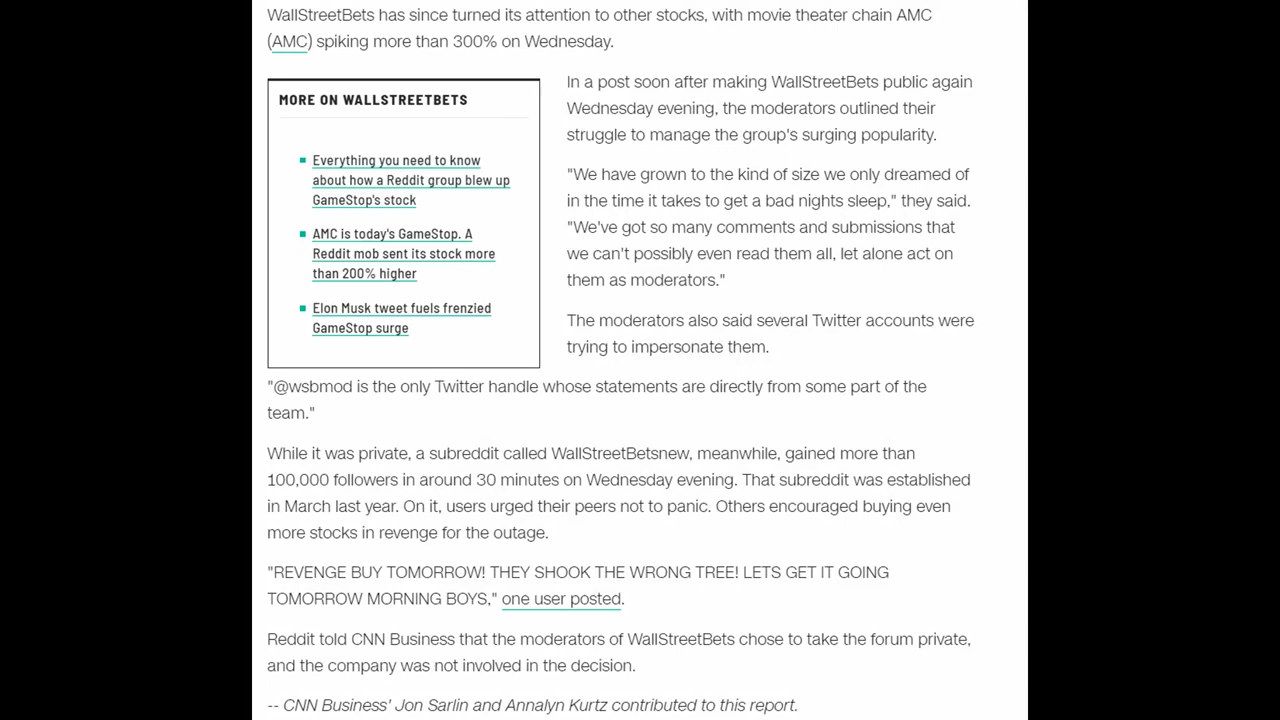 WallStreetBets has since turned its attention to other stocks, with movie theater chain AMC
(AMC) spiking more than 300% on Wednesday.
MORE ON WALLSTREETBETS
Everything you need to know
about how a Reddit group blew up
GameStop's stock
AMC is today's GameStop. A
Reddit mob sent its stock more
than 200% higher
Elon Musk tweet fuels frenzied
GameStop surge
In a post soon after making WallStreetBets public again
Wednesday evening, the moderators outlined their
struggle to manage the group's surging popularity.
"We have grown to the kind of size we only dreamed of
in the time it takes to get a bad nights sleep," they said.
"We've got so many comments and submissions that
we can't possibly even read them all, let alone act on
them as moderators."
The moderators also said several Twitter accounts were
trying to impersonate them.
"@wsbmod is the only Twitter handle whose statements are directly from some part of the
team."
While it was private, a subreddit called WallStreetBetsnew, meanwhile, gained more than
100,000 followers in around 30 minutes on Wednesday evening. That subreddit was established
in March last year. On it, users urged their peers not to panic. Others encouraged buying even
more stocks in revenge for the outage.
"REVENGE BUY TOMORROW! THEY SHOOK THE WRONG TREE! LETS GET IT GOING
TOMORROW MORNING BOYS," one user posted.
Reddit told CNN Business that the moderators of WallStreetBets chose to take the forum private,
and the company was not involved in the decision.
-- CNN Business' Jon Sarlin and Annalyn Kurtz contributed to this report.